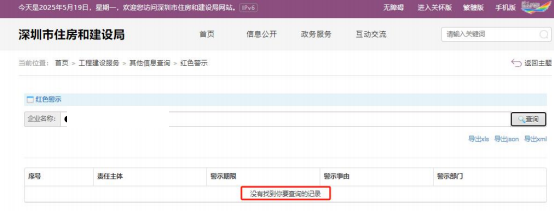 今天是2025年5月19日，星期一，欢迎您访问深圳市住房和建设局网站。 IPv6 无障碍 进入关怀版 繁體版 手机版
深圳市住房和建设局 首页 信息公开 政务服务 互动交流 请输入关键词
当前位置： 首页 > 工程建设服务 > 其他信息查询 > 红色警示 返回主题
红色警示
企业名称： 查询
导出xls 导出json 导出xml
序号 责任主体 警示期限 警示事由 警示部门
没有找到你要查询的记录